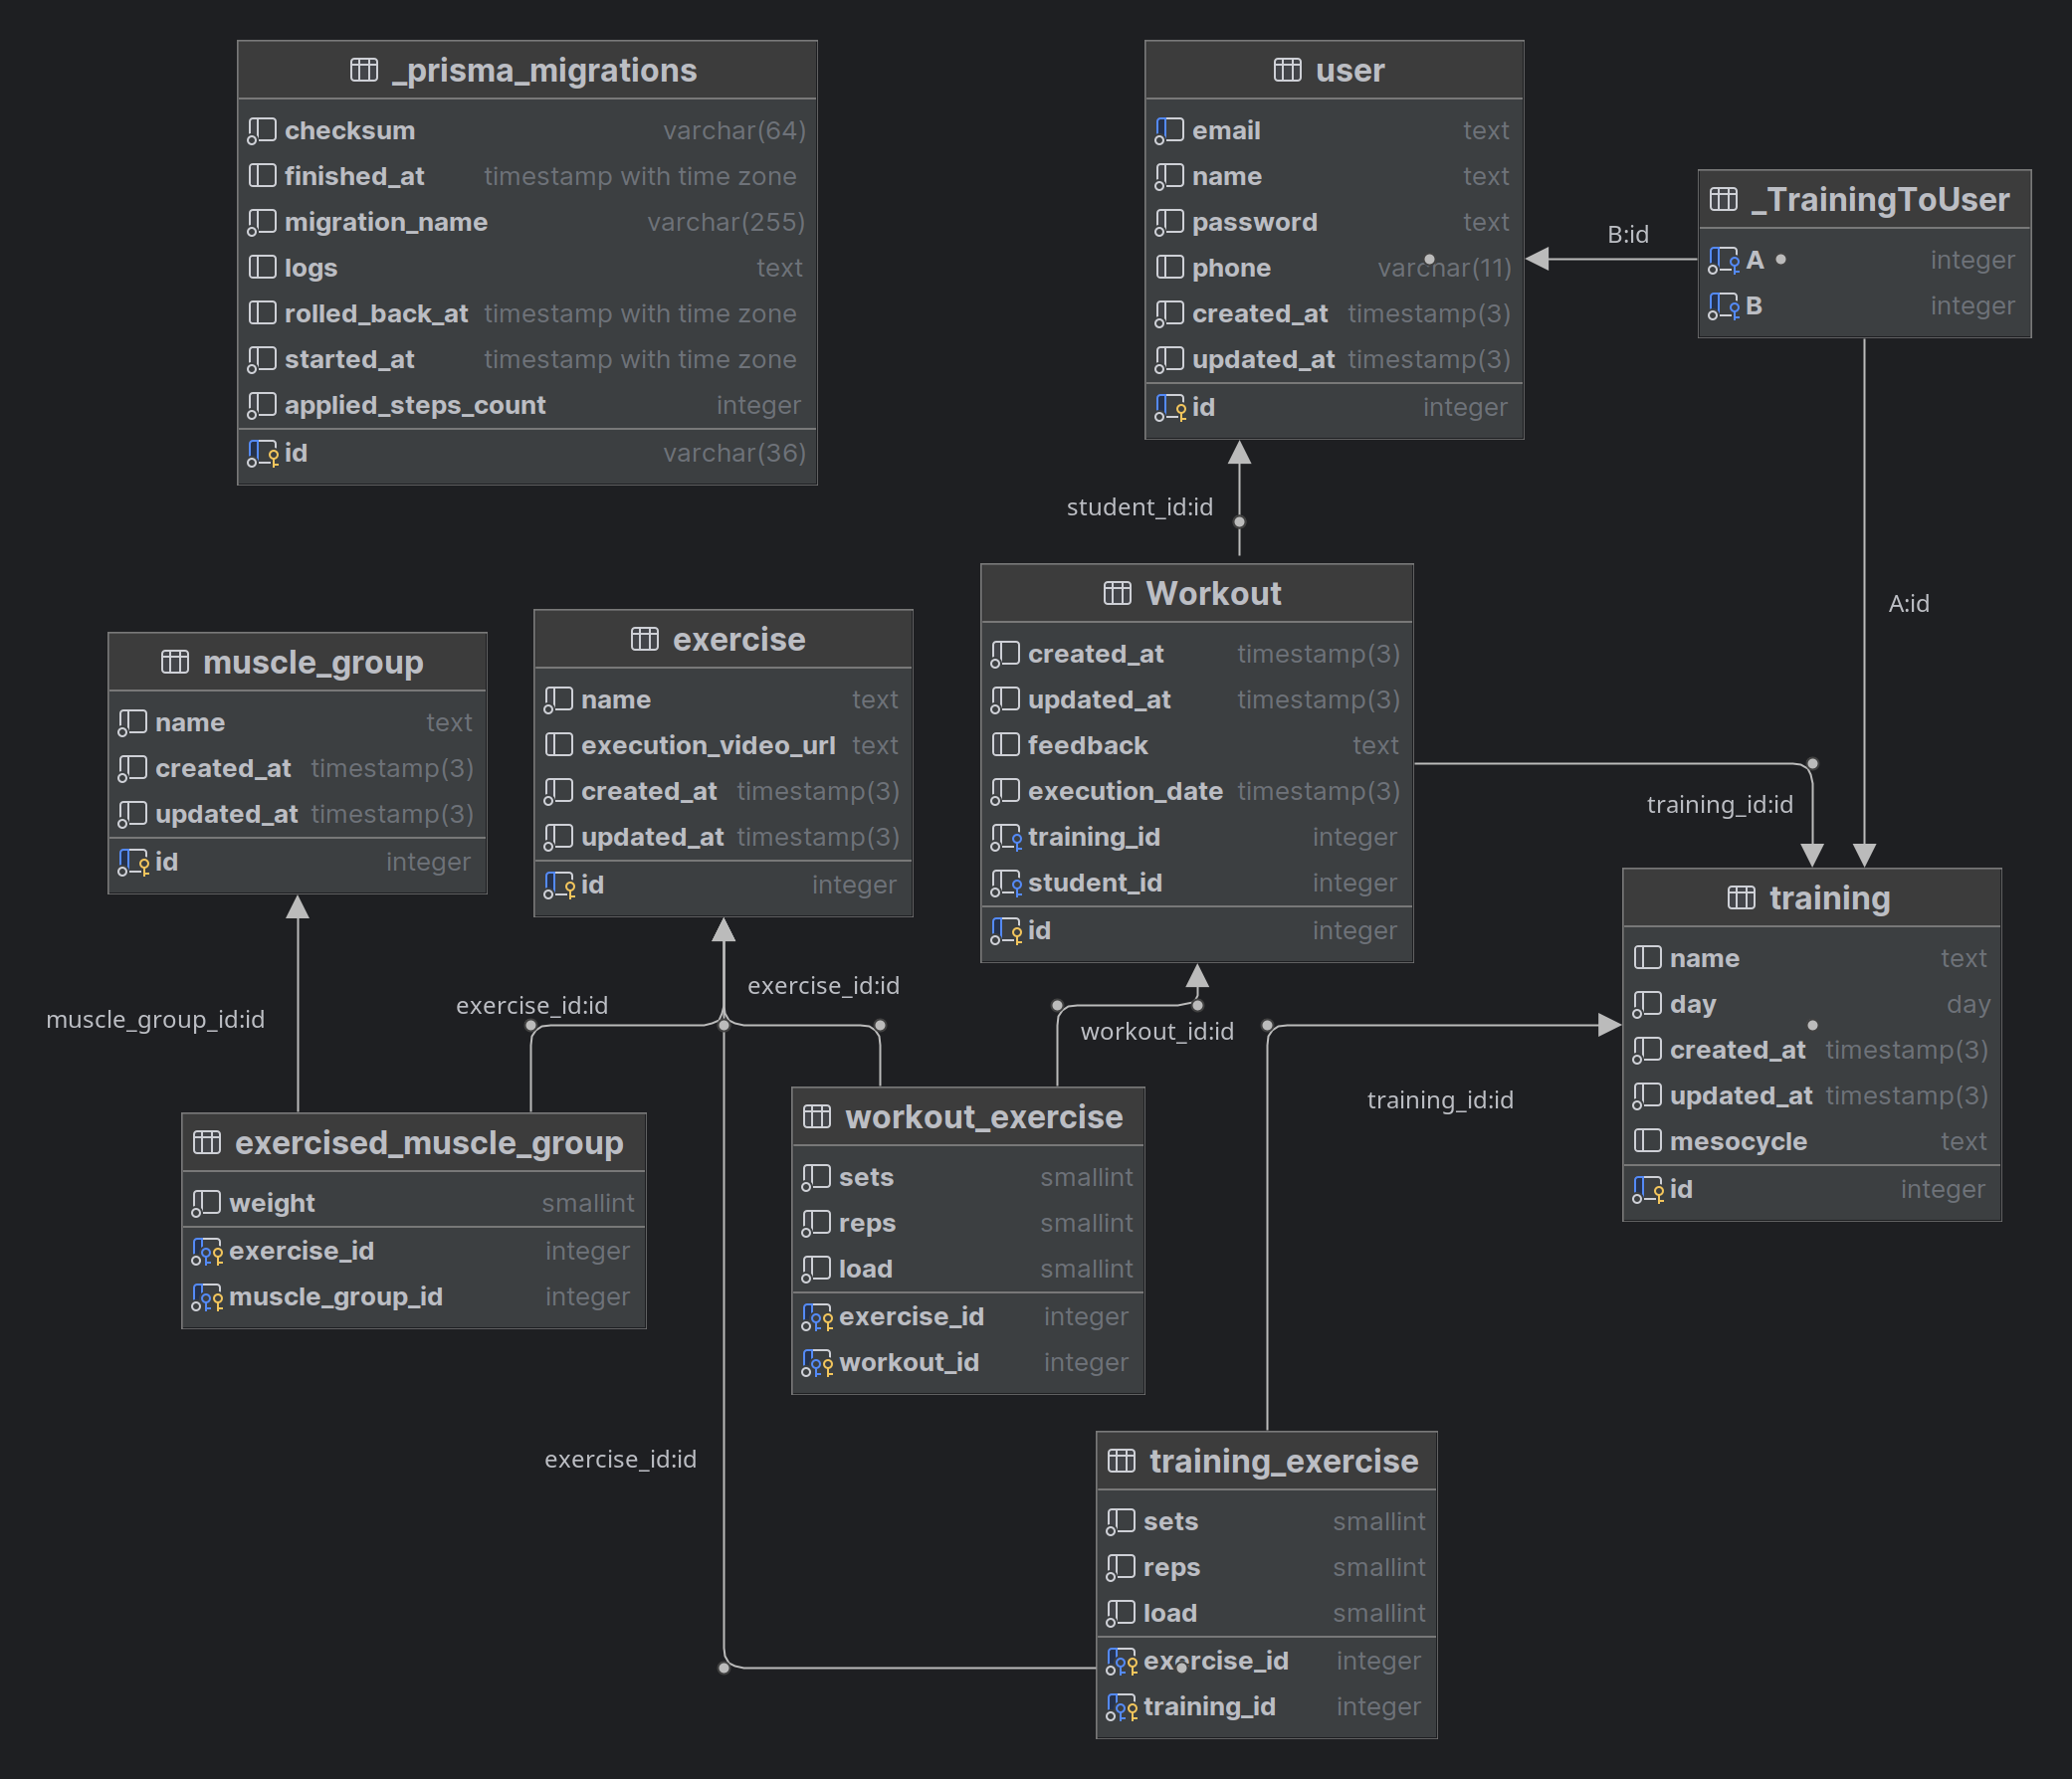 _prisma_migrations
checksum varchar(64)
finished_at timestamp with time zone
migration_name varchar(255)
logs text
rolled_back_at timestamp with time zone
started_at timestamp with time zone
applied_steps_count integer
id varchar(36)
user
email text
name text
password text
phone varchar(11)
created_at timestamp(3)
updated_at timestamp(3)
id integer
B:id
_TrainingToUser
A integer
B integer
student_id:id
A:id
muscle_group
name text
created_at timestamp(3)
updated_at timestamp(3)
id integer
exercise
name text
execution_video_url text
created_at timestamp(3)
updated_at timestamp(3)
id integer
Workout
created_at timestamp(3)
updated_at timestamp(3)
feedback text
execution_date timestamp(3)
training_id integer
student_id integer
id integer
training_id:id
training
name text
day day
created_at timestamp(3)
updated_at timestamp(3)
mesocycle text
id integer
muscle_group_id:id
exercise_id:id
exercise_id:id
workout_id:id
training_id:id
exercised_muscle_group
weight smallint
exercise_id integer
muscle_group_id integer
workout_exercise
sets smallint
reps smallint
load smallint
exercise_id integer
workout_id integer
exercise_id:id
training_exercise
sets smallint
reps smallint
load smallint
exercise_id integer
training_id integer